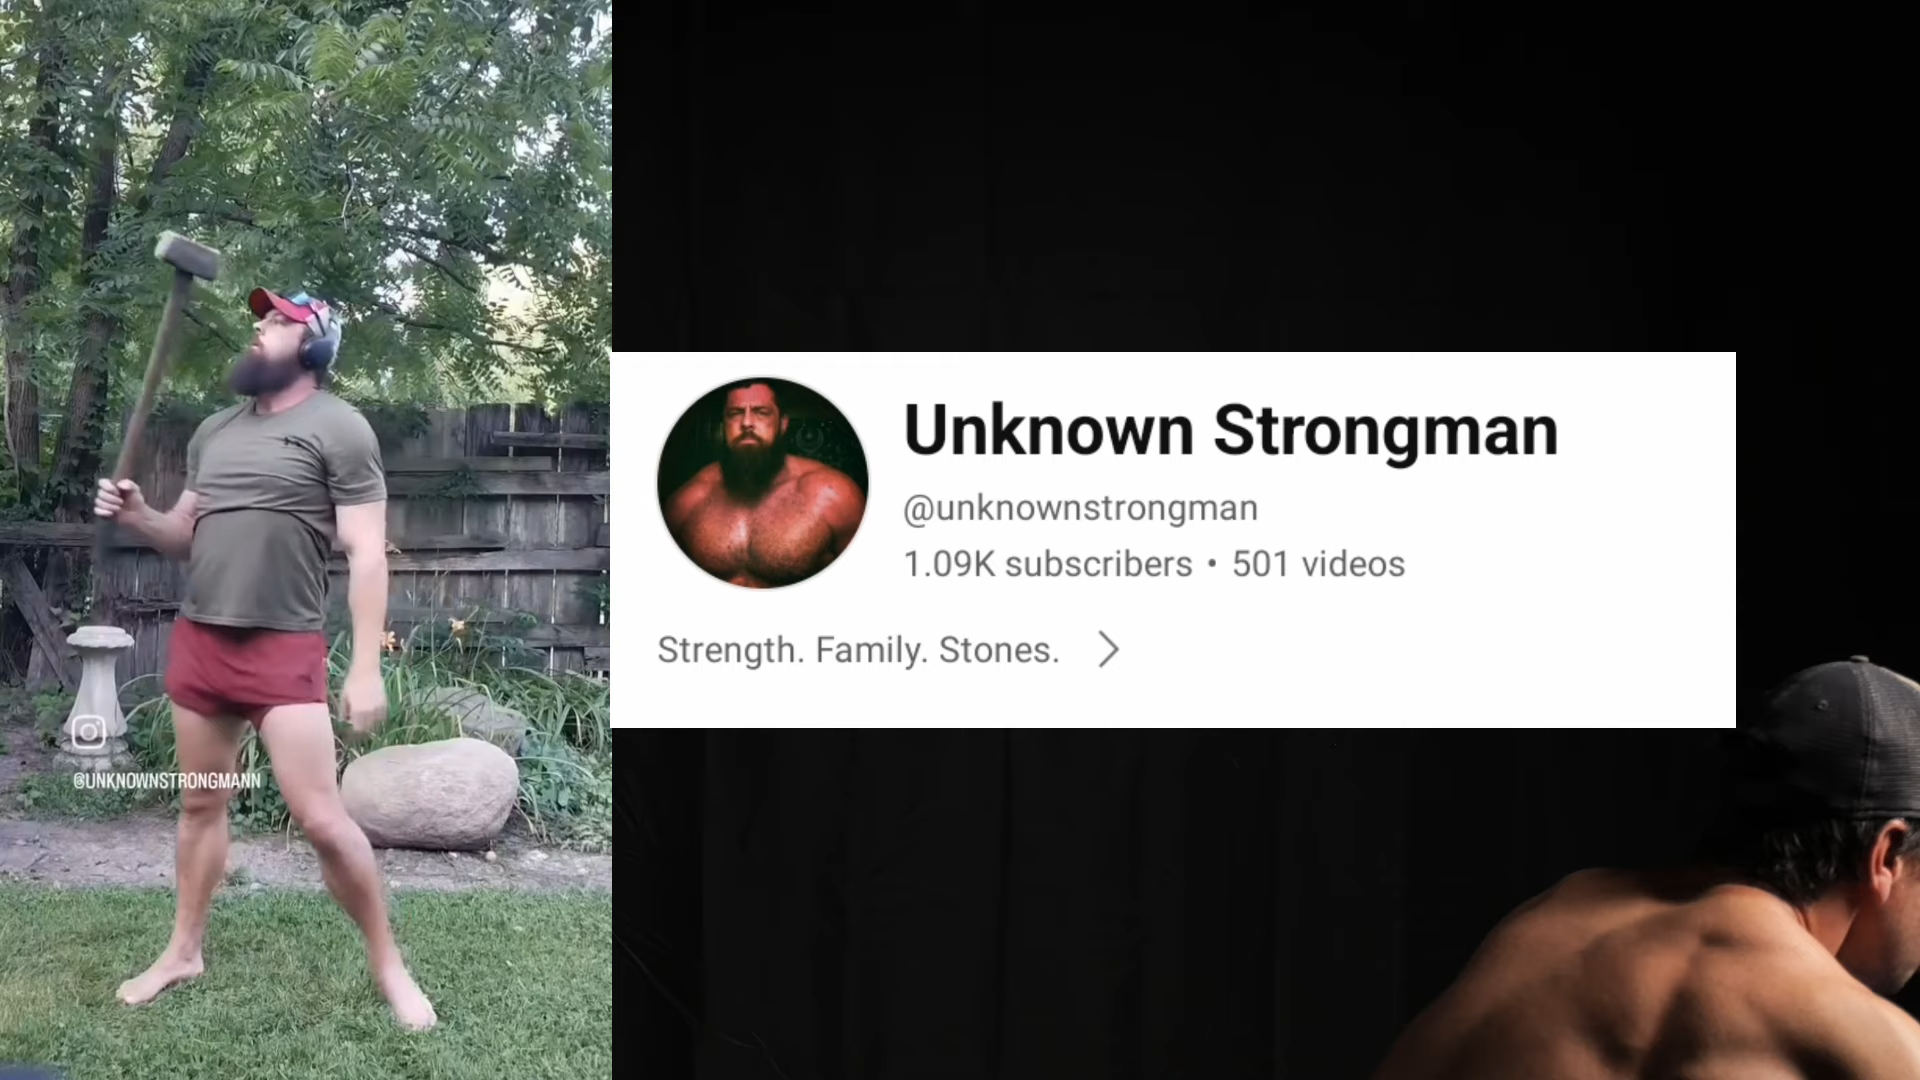 @UNKNOWNSTRONGMANN
Unknown Strongman
@unknownstrongman
1.09K subscribers • 501 videos
Strength. Family. Stones.